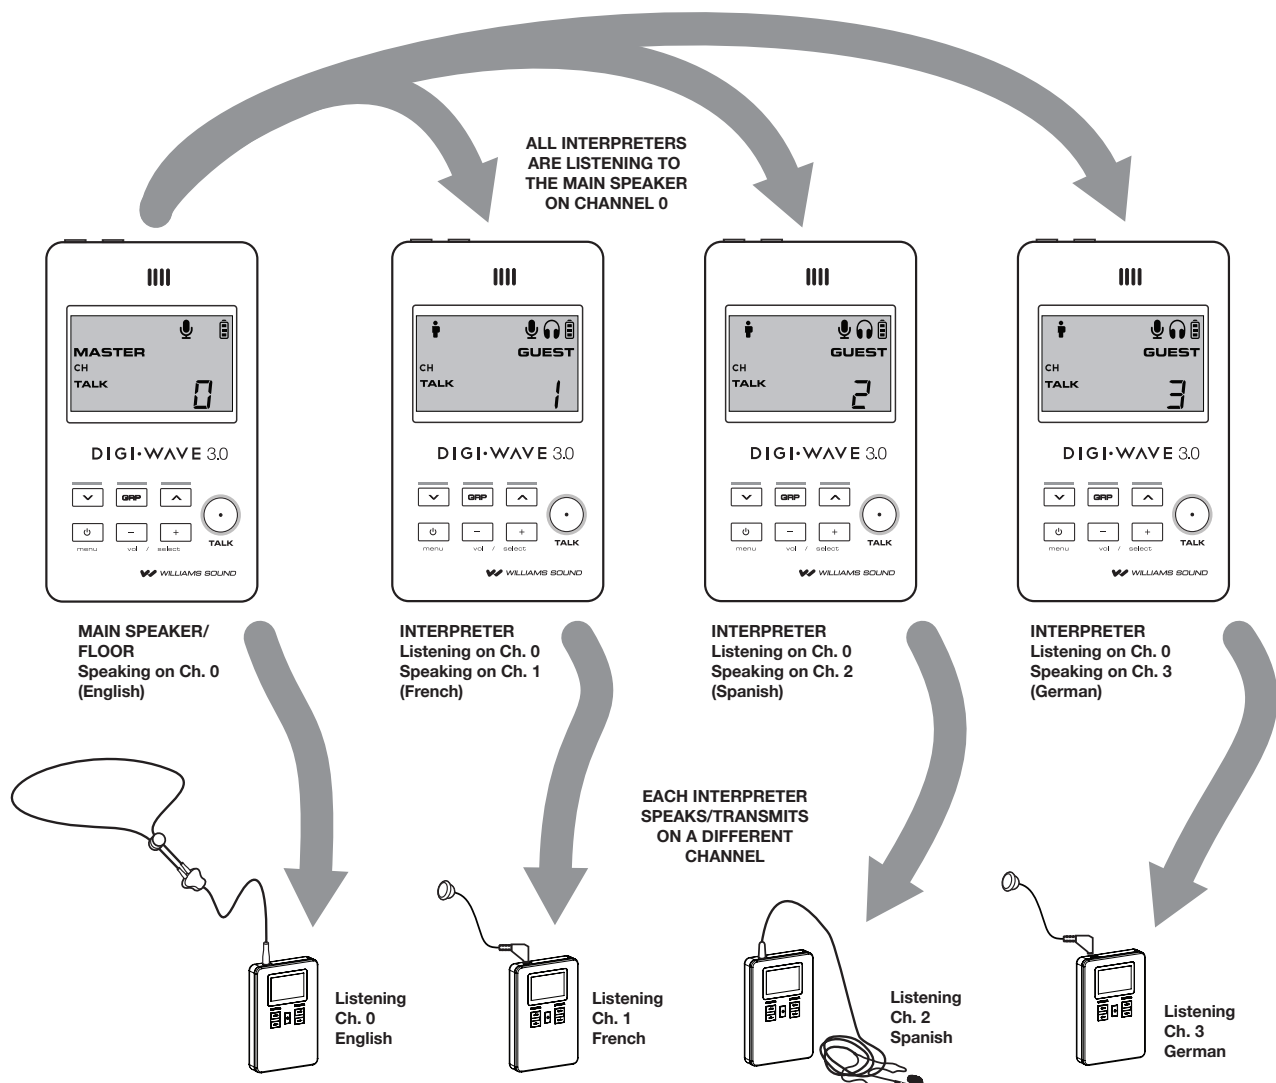 ALL INTERPRETERS
ARE LISTENING TO
THE MAIN SPEAKER
ON CHANNEL 0
MASTER
CH
TALK
0
DIGI•WAVE 3.0
GRP
menu vol / select
TALK
WILLIAMS SOUND
GUEST
CH
TALK
1
DIGI•WAVE 3.0
GRP
menu vol / select
TALK
WILLIAMS SOUND
GUEST
CH
TALK
2
DIGI•WAVE 3.0
GRP
menu vol / select
TALK
WILLIAMS SOUND
GUEST
CH
TALK
3
DIGI•WAVE 3.0
GRP
menu vol / select
TALK
WILLIAMS SOUND
MAIN SPEAKER/
FLOOR
Speaking on Ch. 0
(English)
INTERPRETER
Listening on Ch. 0
Speaking on Ch. 1
(French)
INTERPRETER
Listening on Ch. 0
Speaking on Ch. 2
(Spanish)
INTERPRETER
Listening on Ch. 0
Speaking on Ch. 3
(German)
EACH INTERPRETER
SPEAKS/TRANSMITS
ON A DIFFERENT
CHANNEL
Listening
Ch. 0
English
Listening
Ch. 1
French
Listening
Ch. 2
Spanish
Listening
Ch. 3
German